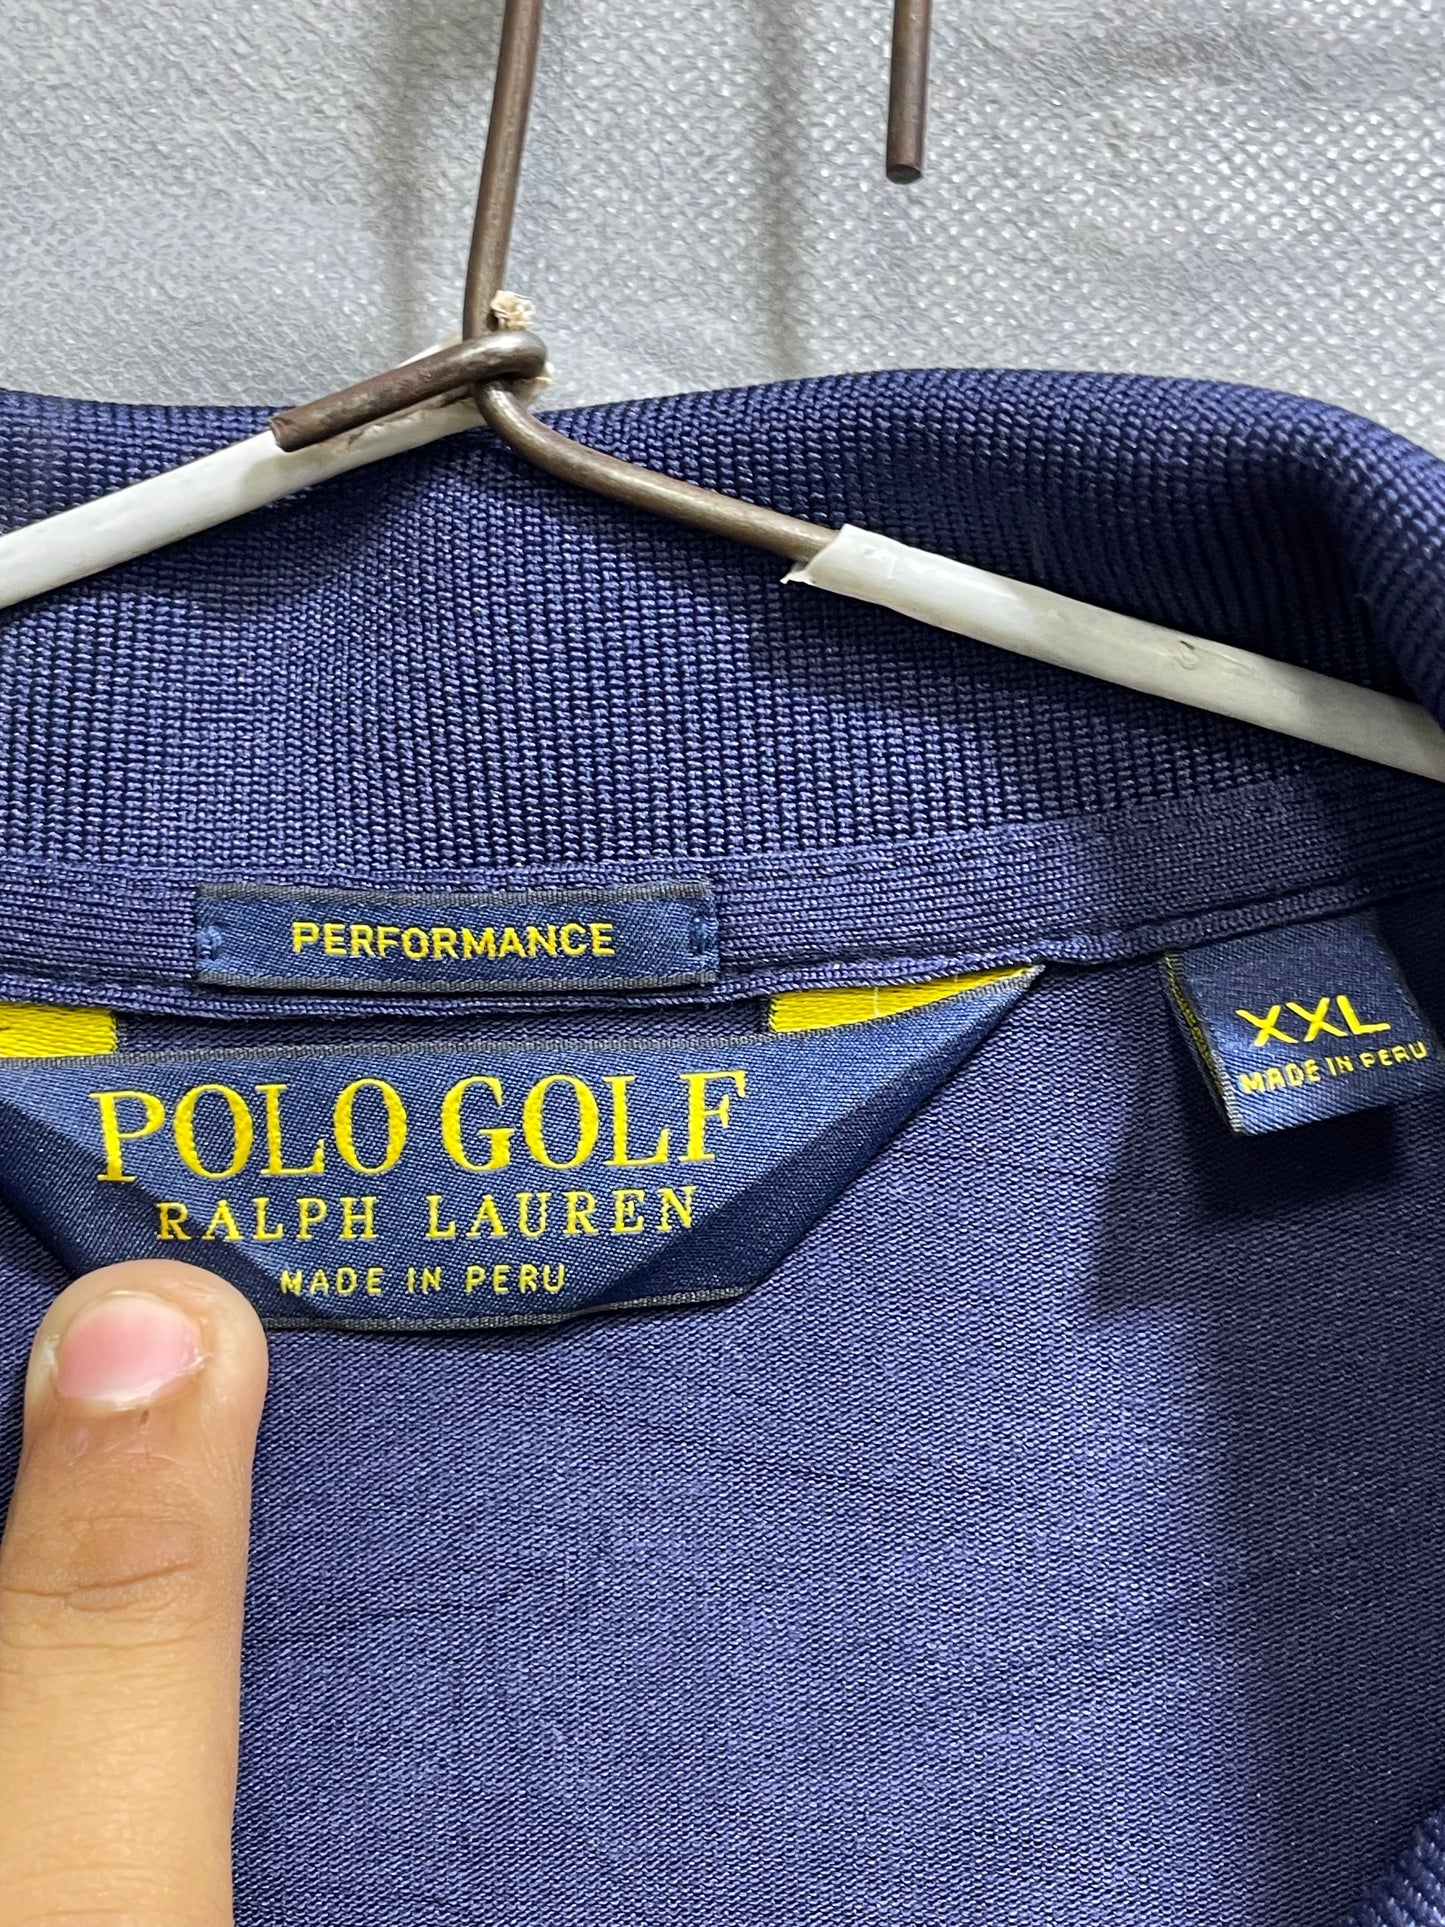 PERFORMANCE
POLO GOLF
RALPH LAUREN
MADE IN PERU
XXL
MADE IN PERU